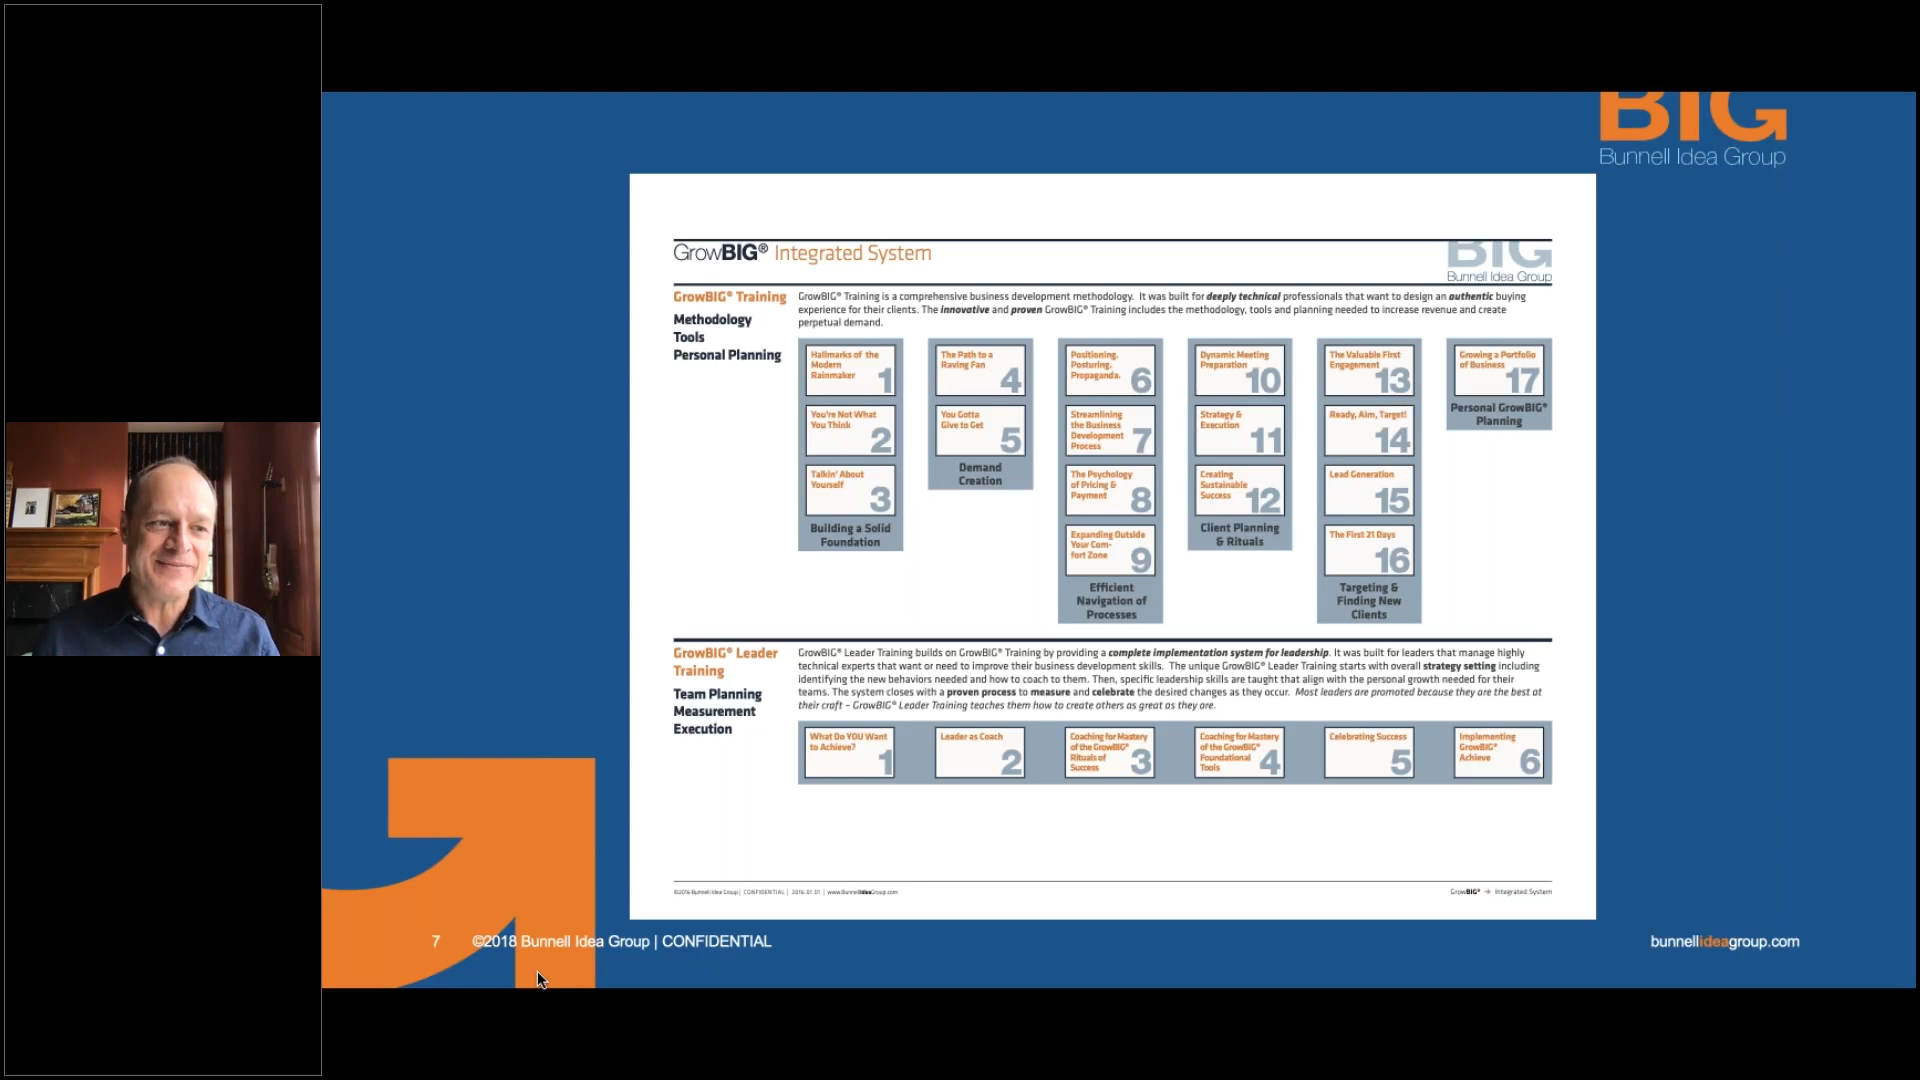 BIG
Bunnell Idea Group
GrowBIG® Integrated System
BIG
Bunnell Idea Group
GrowBIG® Training
Methodology
Tools
Personal Planning
GrowBIG® Training is a comprehensive business development methodology. It was built for deeply technical professionals that want to design an authentic buying
experience for their clients. The innovative and proven GrowBIG® Training includes the methodology, tools and planning needed to increase revenue and create
perpetual demand.
Hallmarks of the
Modern
Rainmaker
1
You're Not What
You Think
2
Talkin' About
Yourself
3
Building a Solid
Foundation
The Path to a
Raving Fan
4
You Gotta
Give to Get
5
Demand
Creation
Positioning.
Posturing.
Propaganda.
6
Streamlining
the Business
Development
Process
7
The Psychology
of Pricing &
Payment
8
Expanding Outside
Your Com-
fort Zone
9
Efficient
Navigation of
Processes
Dynamic Meeting
Preparation
10
Strategy &
Execution
11
Creating
Sustainable
Success
12
Client Planning
& Rituals
The Valuable First
Engagement
13
Ready, Aim, Target!
14
Lead Generation
15
The First 21 Days
16
Targeting &
Finding New
Clients
Growing a Portfolio
of Business
17
Personal GrowBIG®
Planning
GrowBIG® Leader
Training
Team Planning
Measurement
Execution
GrowBIG® Leader Training builds on GrowBIG® Training by providing a complete implementation system for leadership. It was built for leaders that manage highly
technical experts that want or need to improve their business development skills. The unique GrowBIG® Leader Training starts with overall strategy setting including
identifying the new behaviors needed and how to coach to them. Then, specific leadership skills are taught that align with the personal growth needed for their
teams. The system closes with a proven process to measure and celebrate the desired changes as they occur. Most leaders are promoted because they are the best at
their craft – GrowBIG® Leader Training teaches them how to create others as great as they are.
What Do YOU Want
to Achieve?
1
Leader as Coach
2
Coaching for Mastery
of the GrowBIG®
Rituals of
Success
3
Coaching for Mastery
of the GrowBIG®
Foundational
Tools
4
Celebrating Success
5
Implementing
GrowBIG®
Achieve
6
©2016 Bunnell Idea Group | CONFIDENTIAL | 2016.01.01 | www.BunnellIdeaGroup.com
GrowBIG® → Integrated System
7 ©2018 Bunnell Idea Group | CONFIDENTIAL
bunnellideagroup.com